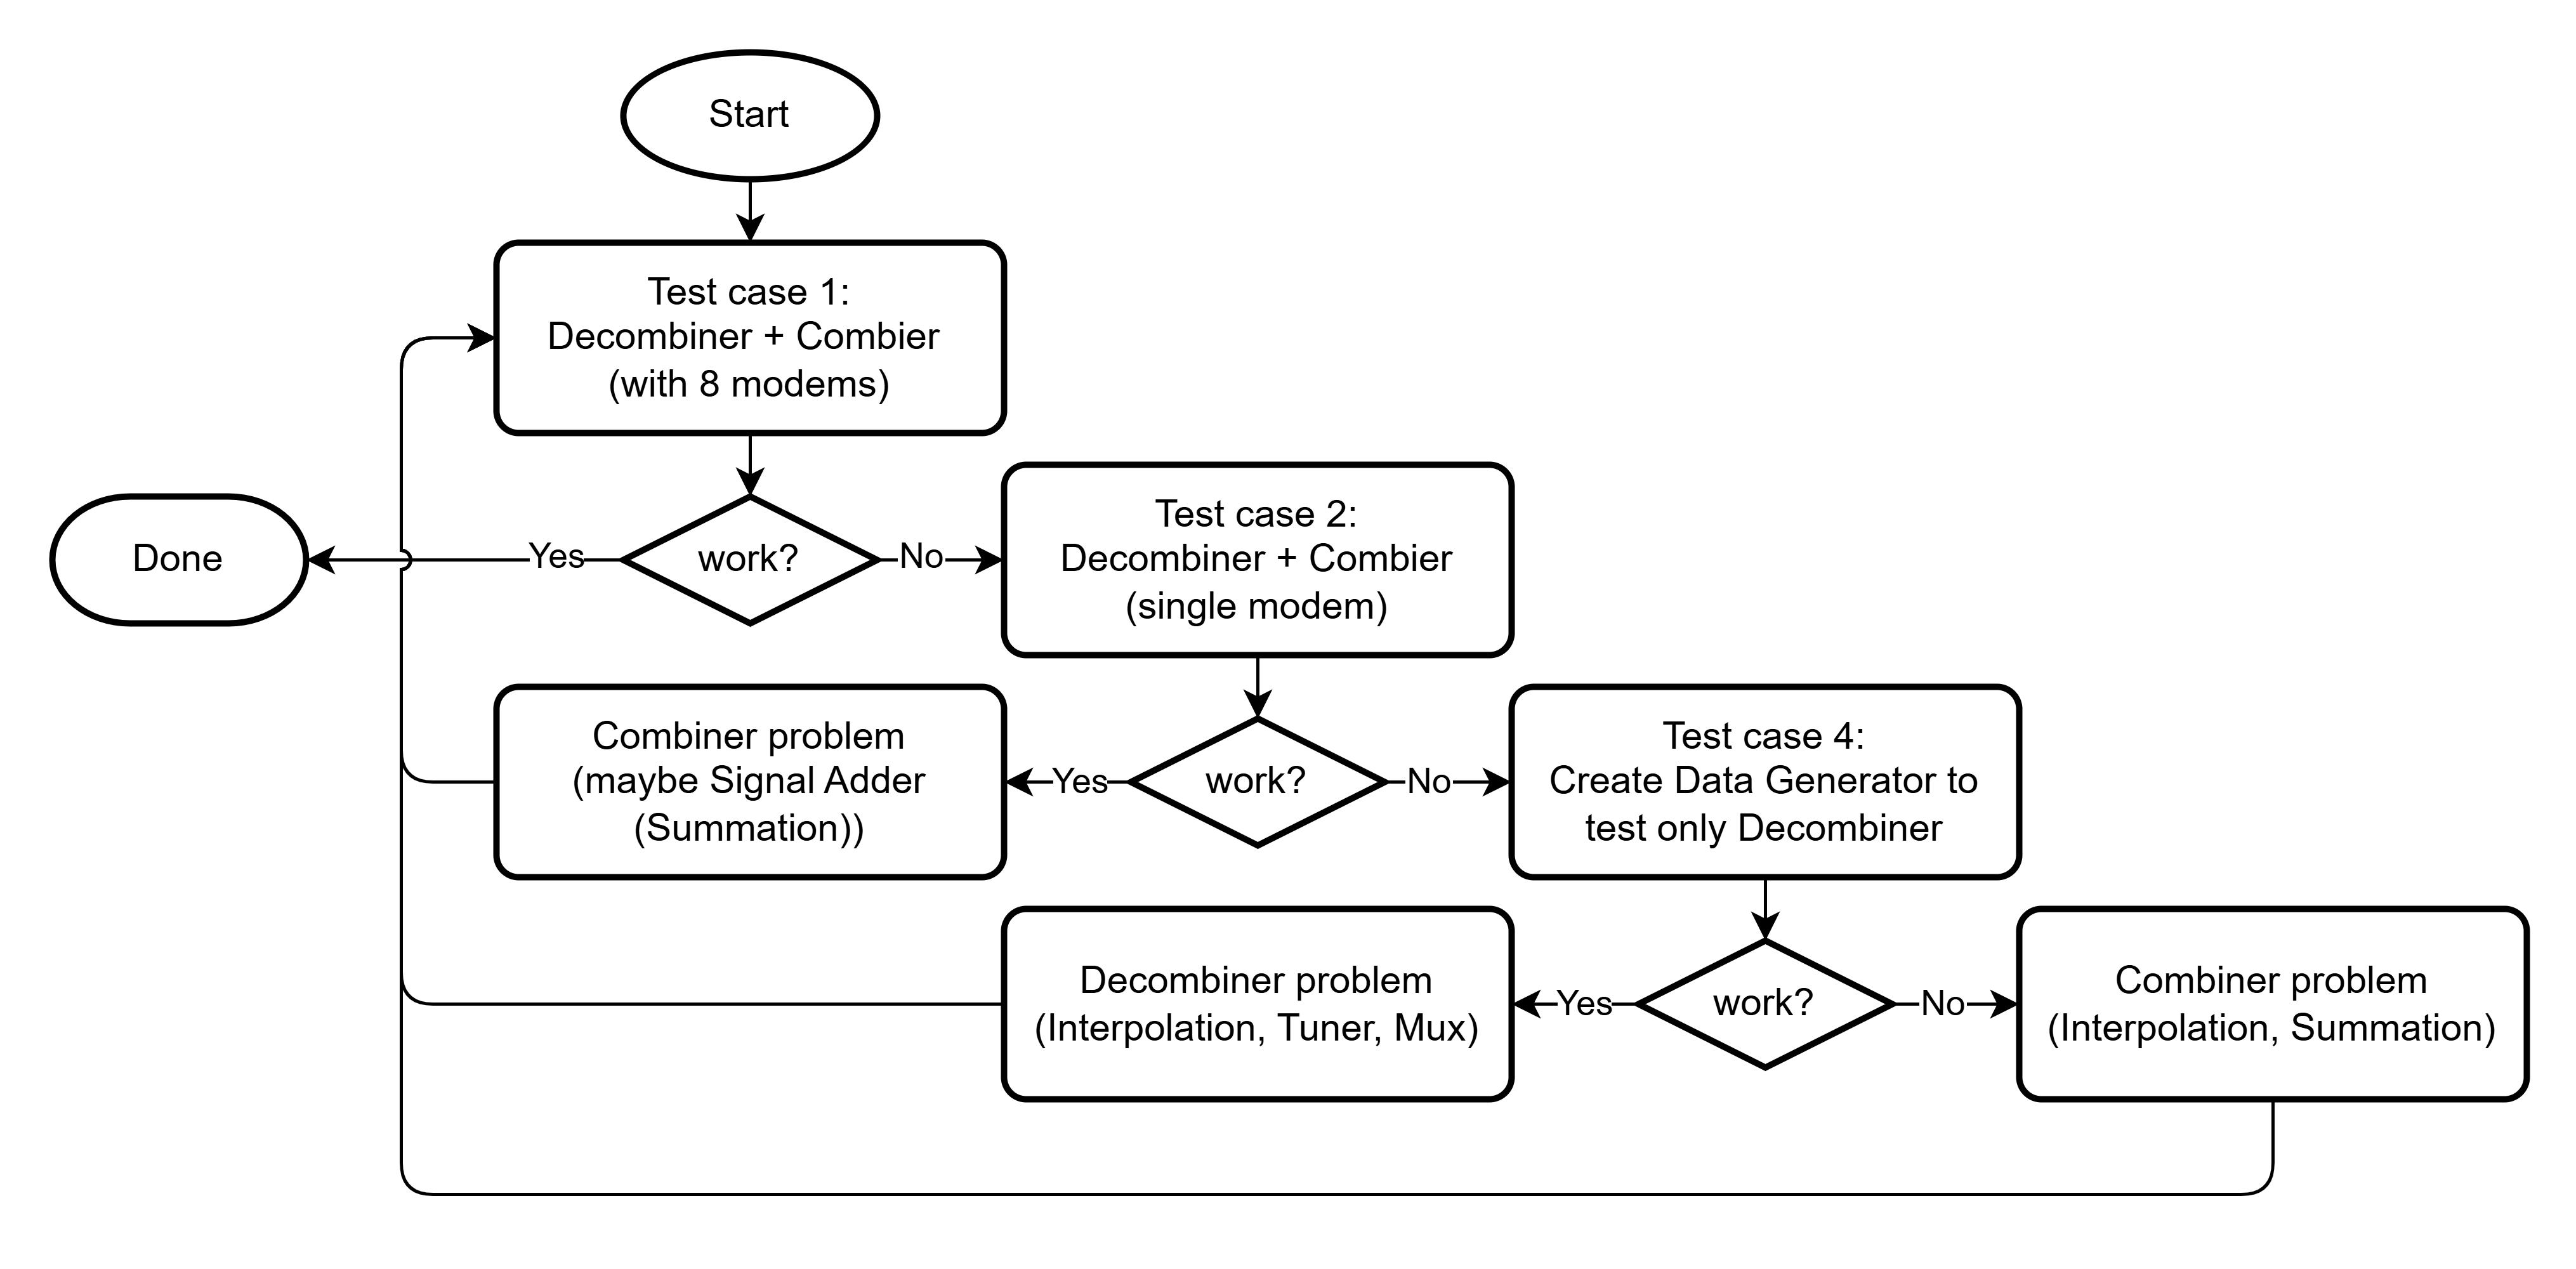 Start
Test case 1:
Decombiner + Combier
(with 8 modems)
Done
Yes
work?
No
Test case 2:
Decombiner + Combier
(single modem)
Combiner problem
(maybe Signal Adder
(Summation))
Yes
work?
No
Test case 4:
Create Data Generator to
test only Decombiner
Decombiner problem
(Interpolation, Tuner, Mux)
Yes
work?
No
Combiner problem
(Interpolation, Summation)